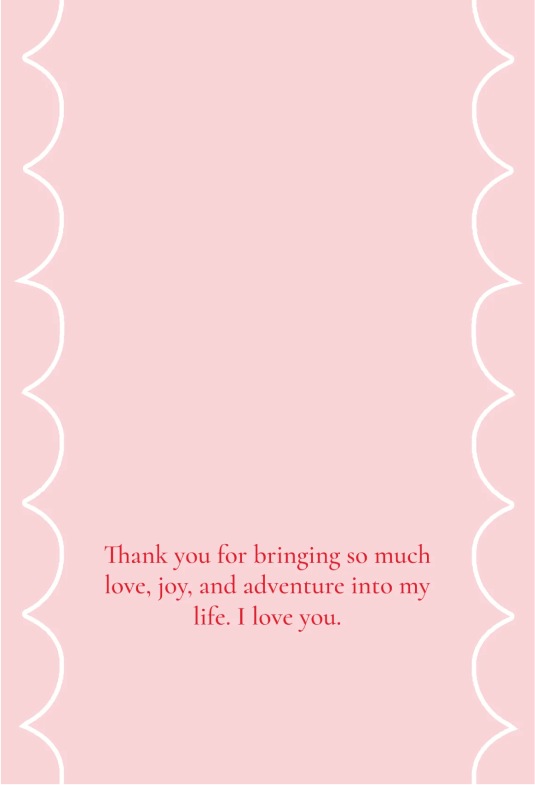 Thank you for bringing so much
love, joy, and adventure into my
life. I love you.